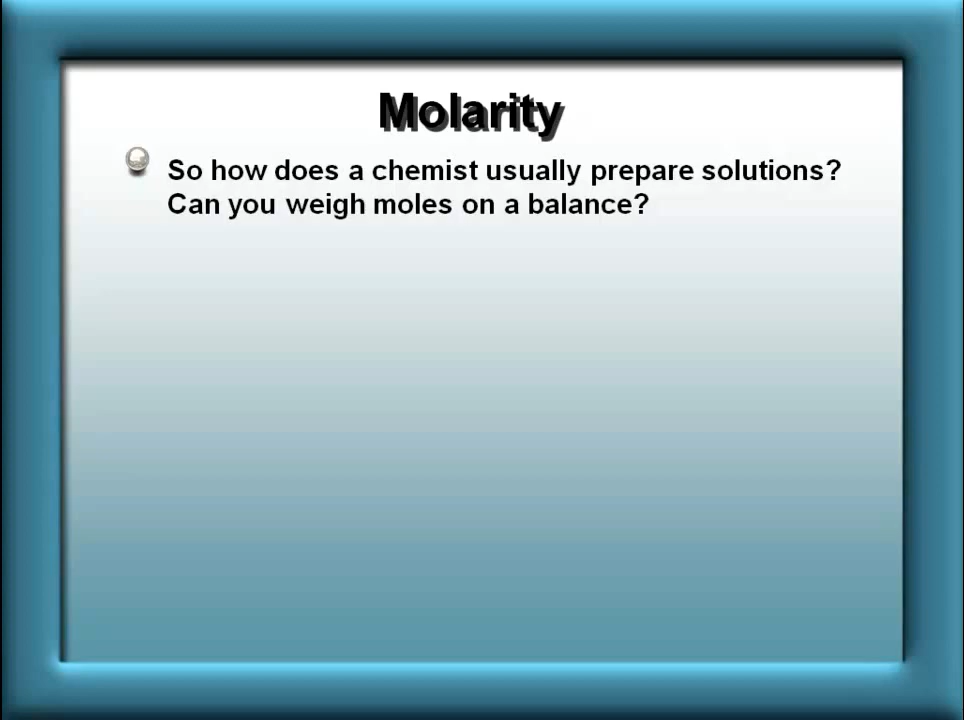 Molarity
So how does a chemist usually prepare solutions?
Can you weigh moles on a balance?